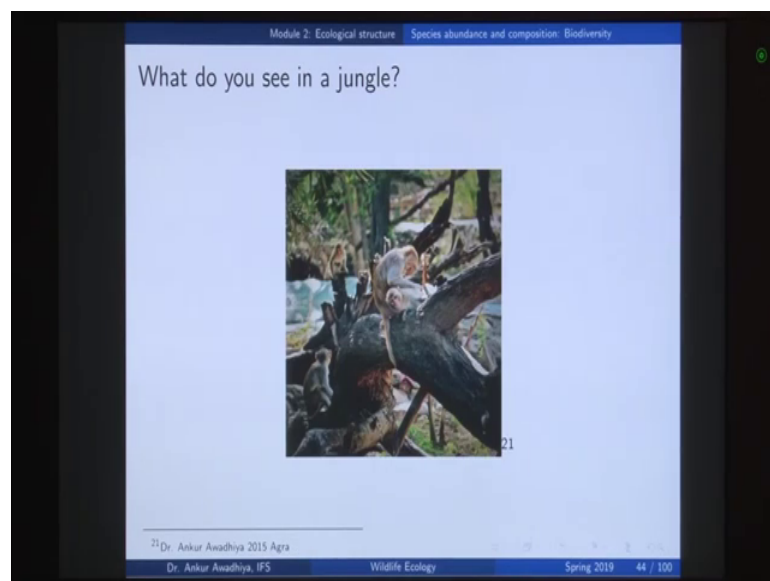 Module 2: Ecological structure Species abundance and composition: Biodiversity
What do you see in a jungle?
21
21Dr. Ankur Awadhiya 2015 Agra
Dr. Ankur Awadhiya, IFS Wildlife Ecology Spring 2019 44 / 100